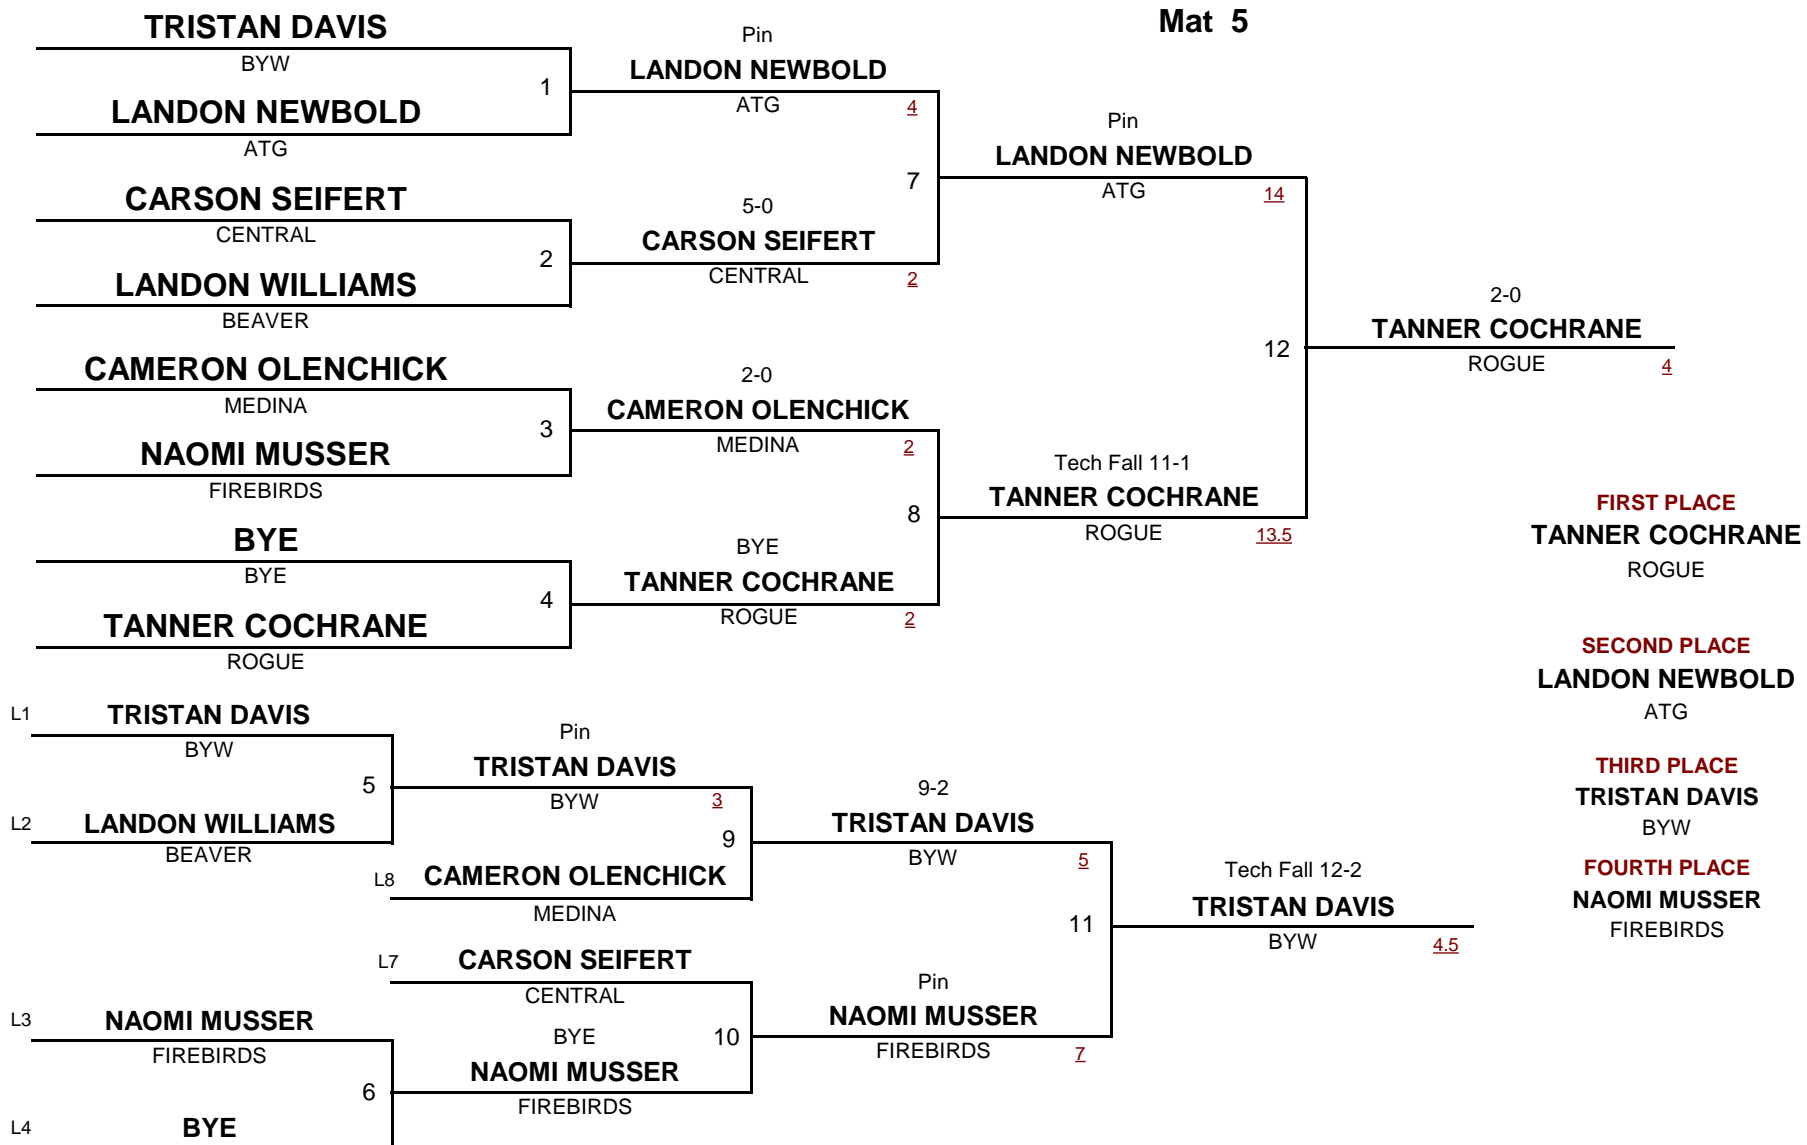 Mat  5
TRISTAN DAVIS
BYW
1
LANDON NEWBOLD
ATG
Pin
LANDON NEWBOLD
ATG
4
CARSON SEIFERT
CENTRAL
2
LANDON WILLIAMS
BEAVER
5-0
CARSON SEIFERT
CENTRAL
2
7
Pin
LANDON NEWBOLD
ATG
14
CAMERON OLENCHICK
MEDINA
3
NAOMI MUSSER
FIREBIRDS
2-0
CAMERON OLENCHICK
MEDINA
2
BYE
BYE
4
TANNER COCHRANE
ROGUE
BYE
TANNER COCHRANE
ROGUE
2
8
Tech Fall 11-1
TANNER COCHRANE
ROGUE
13.5
12
2-0
TANNER COCHRANE
ROGUE
4
FIRST PLACE
TANNER COCHRANE
ROGUE
SECOND PLACE
LANDON NEWBOLD
ATG
THIRD PLACE
TRISTAN DAVIS
BYW
FOURTH PLACE
NAOMI MUSSER
FIREBIRDS
L1
TRISTAN DAVIS
BYW
5
L2
LANDON WILLIAMS
BEAVER
Pin
TRISTAN DAVIS
BYW
3
9
L8
CAMERON OLENCHICK
MEDINA
9-2
TRISTAN DAVIS
BYW
5
L7
CARSON SEIFERT
CENTRAL
L3
NAOMI MUSSER
FIREBIRDS
6
L4
BYE
BYE
NAOMI MUSSER
FIREBIRDS
10
Pin
NAOMI MUSSER
FIREBIRDS
7
11
Tech Fall 12-2
TRISTAN DAVIS
BYW
4.5